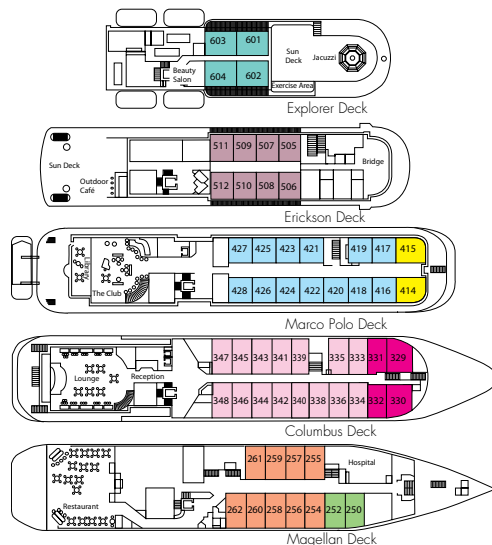 603 601
Sun
Deck
Jacuzzi
Beauty
Salon
604 602
Exercise Area
Explorer Deck
511 509 507 505
Sun Deck
Bridge
Outdoor
Café
512 510 508 506
Erickson Deck
427 425 423 421 419 417 415
Library
The Club
428 426 424 422 420 418 416 414
Marco Polo Deck
347 345 343 341 339 335 333 331 329
Lounge
Reception
348 346 344 342 340 338 336 334 332 330
Columbus Deck
261 259 257 255
Hospital
Restaurant
262 260 258 256 254 252 250
Magellan Deck